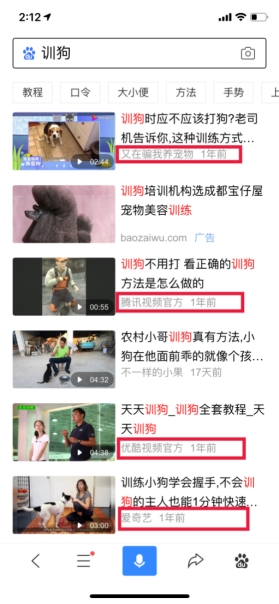 2:12
训狗
教程 口令 大小便 方法 手势 上
训狗时应不应该打狗?老司
机告诉你,这种训练方式…
又在骗我养宠物 1年前
02:44
训狗培训机构选成都宝仔屋
宠物美容训练
baozaiwu.com 广告
训狗不用打 看正确的训狗
方法是怎么做的
腾讯视频官方 1年前
00:55
农村小哥训狗真有方法,小
狗在他面前乖的就像个孩…
不一样的小果 17天前
04:32
天天训狗_训狗全套教程_天
天训狗
优酷视频官方 1年前
04:38
训练小狗学会握手,不会训
狗的主人也能1分钟快速…
爱奇艺 1年前
03:00